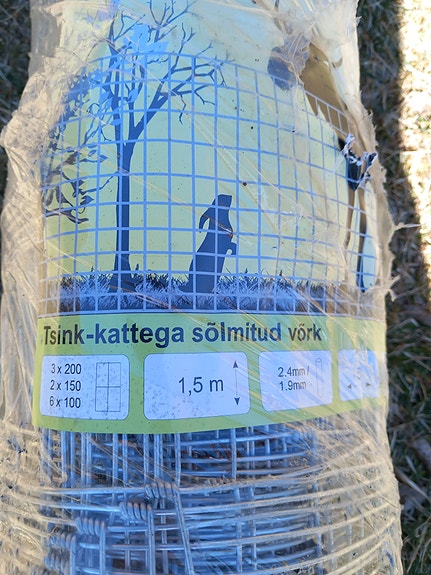 Tsink-kattega sõlmitud võrk
3 x 200
2 x 150
6 x 100
1,5 m
2.4mm /
1.9mm